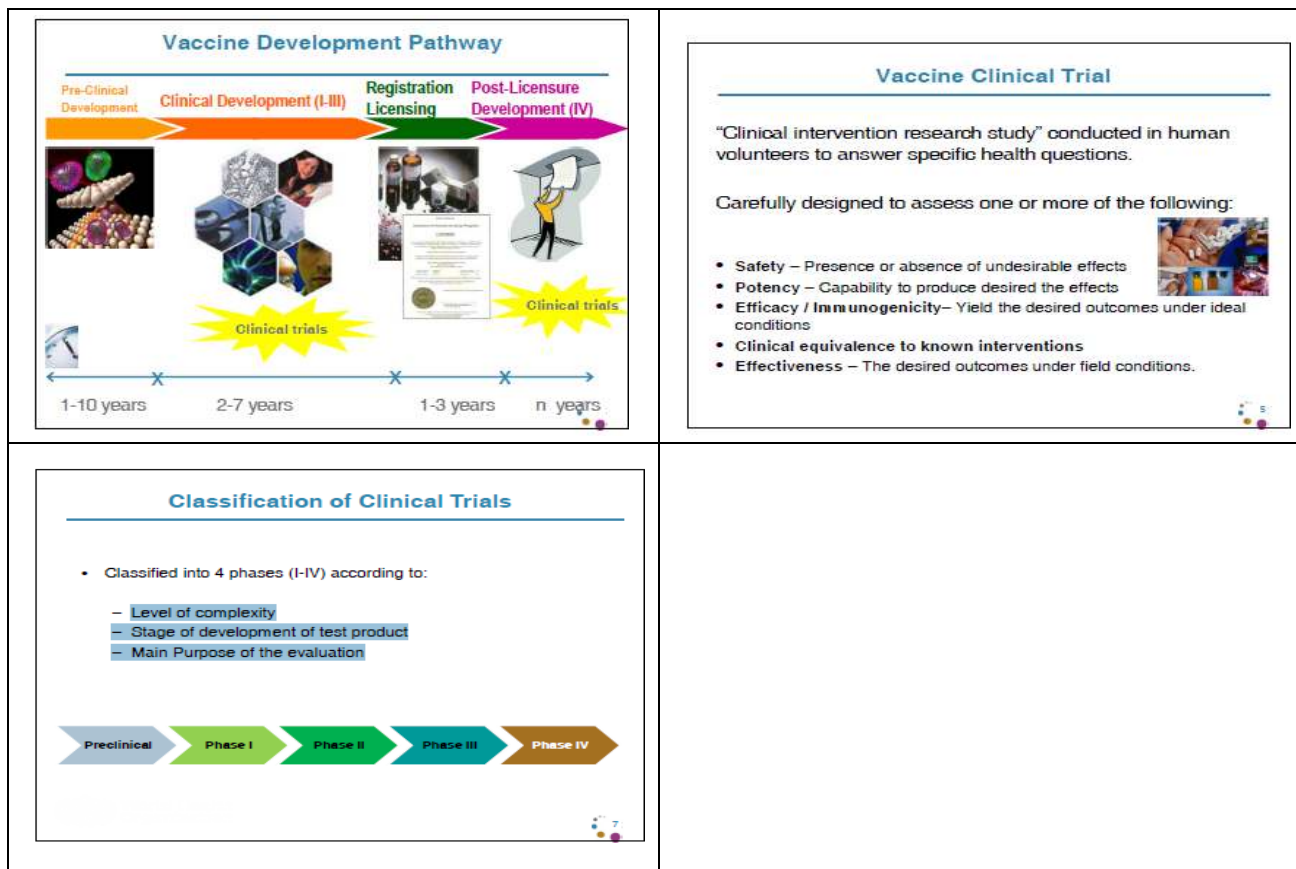 Vaccine Development Pathway
Pre-Clinical
Development
Clinical Development (I-III)
Registration
Licensing
Post-Licensure
Development (IV)
Clinical trials
Clinical trials
1-10 years
2-7 years
1-3 years
n years
Vaccine Clinical Trial
“Clinical intervention research study” conducted in human
volunteers to answer specific health questions.
Carefully designed to assess one or more of the following:
• Safety – Presence or absence of undesirable effects
• Potency – Capability to produce desired the effects
• Efficacy / Immunogenicity– Yield the desired outcomes under ideal
conditions
• Clinical equivalence to known interventions
• Effectiveness – The desired outcomes under field conditions.
5
Classification of Clinical Trials
• Classified into 4 phases (I-IV) according to:
– Level of complexity
– Stage of development of test product
– Main Purpose of the evaluation
Preclinical
Phase I
Phase II
Phase III
Phase IV
7